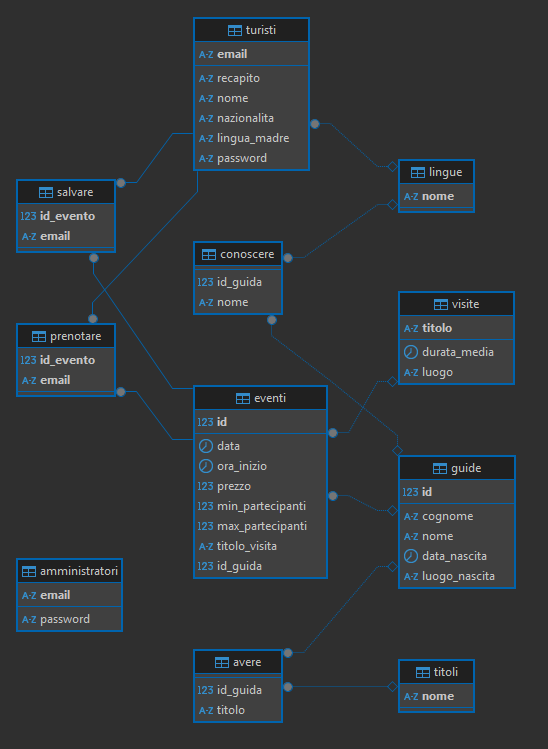 turisti
A-Z email
A-Z recapito
A-Z nome
A-Z nazionalita
A-Z lingua_madre
A-Z password
salvare
123 id_evento
A-Z email
lingue
A-Z nome
conoscere
123 id_guida
A-Z nome
visite
A-Z titolo
durata_media
A-Z luogo
prenotare
123 id_evento
A-Z email
eventi
123 id
data
ora_inizio
123 prezzo
123 min_partecipanti
123 max_partecipanti
A-Z titolo_visita
123 id_guida
guide
123 id
A-Z cognome
A-Z nome
data_nascita
A-Z luogo_nascita
amministratori
A-Z email
A-Z password
avere
123 id_guida
A-Z titolo
titoli
A-Z nome